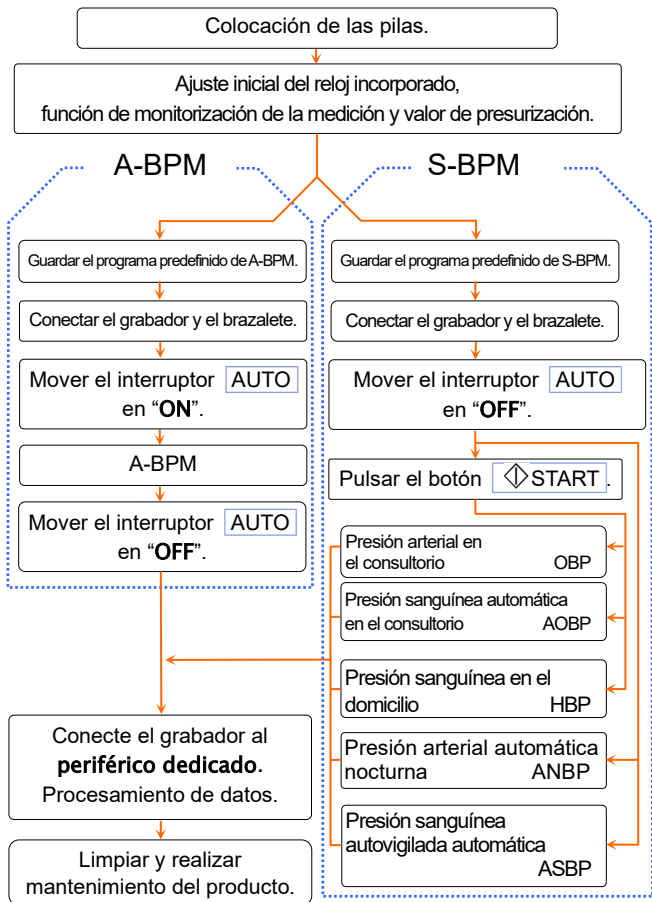 Colocación de las pilas.
Ajuste inicial del reloj incorporado,
función de monitorización de la medición y valor de presurización.
A-BPM
Guardar el programa predefinido de A-BPM.
Conectar el grabador y el brazalete.
Mover el interruptor AUTO
en “ON”.
A-BPM
Mover el interruptor AUTO
en “OFF”.
S-BPM
Guardar el programa predefinido de S-BPM.
Conectar el grabador y el brazalete.
Mover el interruptor AUTO
en “OFF”.
Pulsar el botón START.
Presión arterial en
el consultorio OBP
Presión sanguínea automática
en el consultorio AOBP
Presión sanguínea en el
domicilio HBP
Presión arterial automática
nocturna ANBP
Presión sanguínea
autovigilada automática
ASBP
Conecte el grabador al
periférico dedicado.
Procesamiento de datos.
Limpiar y realizar
mantenimiento del producto.